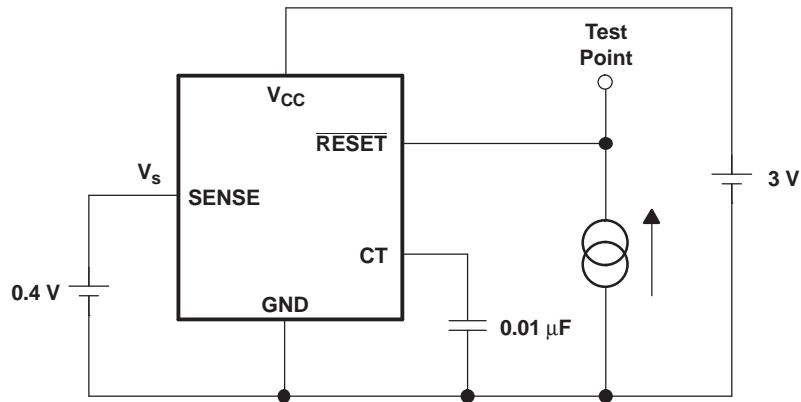 Test
Point
VCC
RESET
Vs
SENSE
3 V
CT
0.4 V
GND
0.01 μF